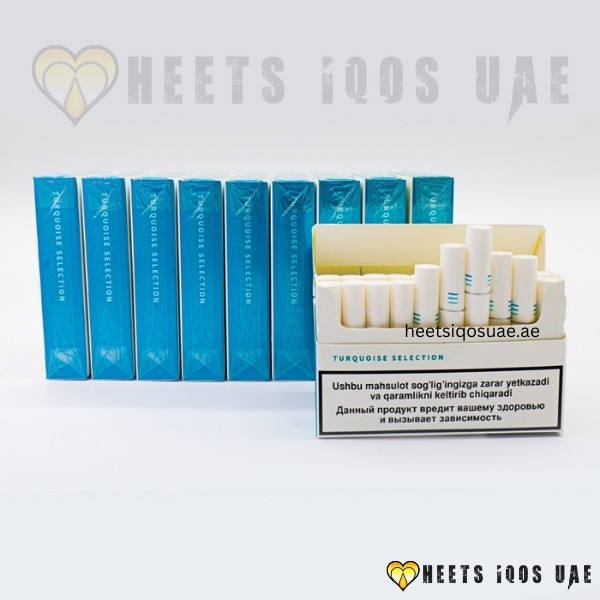 HEETS iQOS UAE
TURQUOISE SELECTION
TURQUOISE SELECTION
TURQUOISE SELECTION
TURQUOISE SELECTION
TURQUOISE SELECTION
TURQUOISE SELECTION
heetsiqosuae.ae
TURQUOISE SELECTION
Ushbu mahsulot sog'lig'ingizga zarar yetkazadi
va qaramlikni keltirib chiqaradi
Данный продукт вредит вашему здоровью
и вызывает зависимость
HEETS iQOS UAE